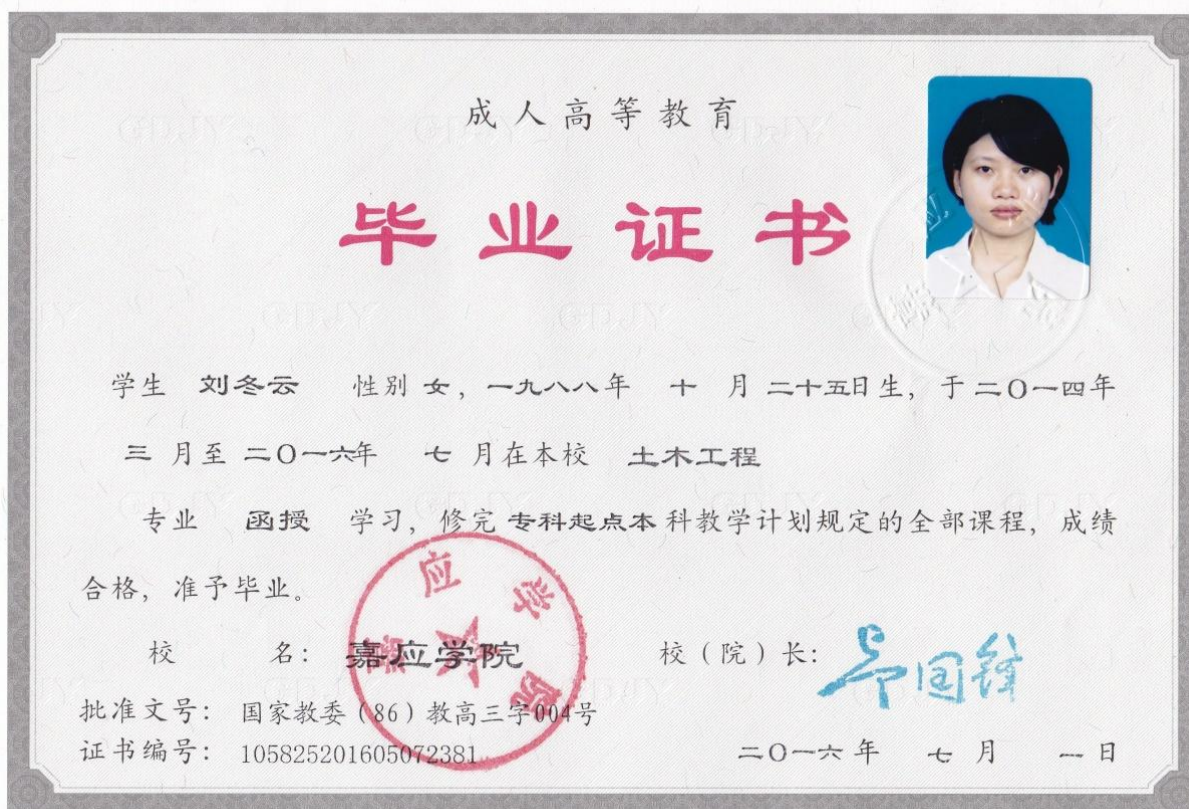 成人高等教育
毕业证书
学生 刘冬云 性别 女，一九八八年 十 月 二十五日生，于二〇一四年
三 月至 二〇一六年 七 月在本校 土木工程
专业 函授 学习，修完 专科起点本 科教学计划规定的全部课程，成绩
合格，准予毕业。
校 名： 嘉应学院 校（院）长：
批准文号： 国家教委（86）教高三字004号
证书编号： 105825201605072381
二〇一六 年 七 月 一 日
嘉应学院
GDJY